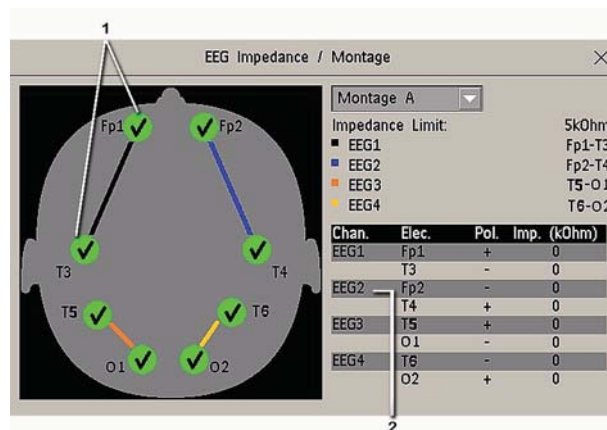 1
EEG Impedance / Montage
Montage A
Fp1
Fp2
Impedance Limit: 5kOhm
EEG1 Fp1-T3
EEG2 Fp2-T4
EEG3 T5-O1
EEG4 T6-O2
T3
T4
T5
T6
O1
O2
Chan. Elec. Pol. Imp. (kOhm)
EEG1 Fp1 + 0
T3 - 0
EEG2 Fp2 - 0
T4 + 0
EEG3 T5 + 0
O1 - 0
EEG4 T6 - 0
O2 + 0
2